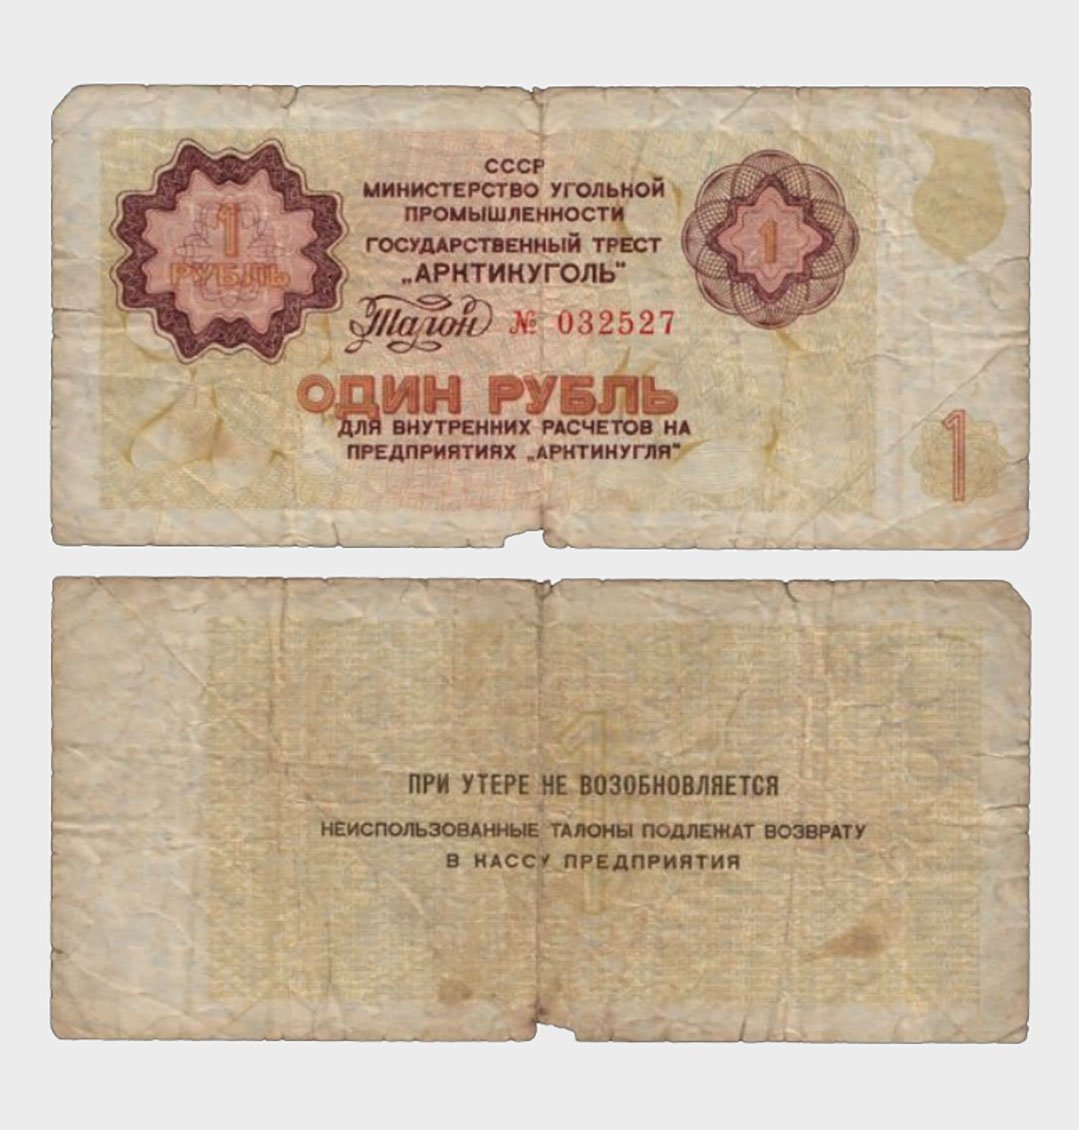 1
РУБЛЬ
СССР
МИНИСТЕРСТВО УГОЛЬНОЙ
ПРОМЫШЛЕННОСТИ
ГОСУДАРСТВЕННЫЙ ТРЕСТ
„АРКТИКУГОЛЬ"
Талон № 032527
1
ОДИН РУБЛЬ
ДЛЯ ВНУТРЕННИХ РАСЧЕТОВ НА
ПРЕДПРИЯТИЯХ „АРКТИКУГЛЯ"
1
1
ПРИ УТЕРЕ НЕ ВОЗОБНОВЛЯЕТСЯ
НЕИСПОЛЬЗОВАННЫЕ ТАЛОНЫ ПОДЛЕЖАТ ВОЗВРАТУ
В КАССУ ПРЕДПРИЯТИЯ